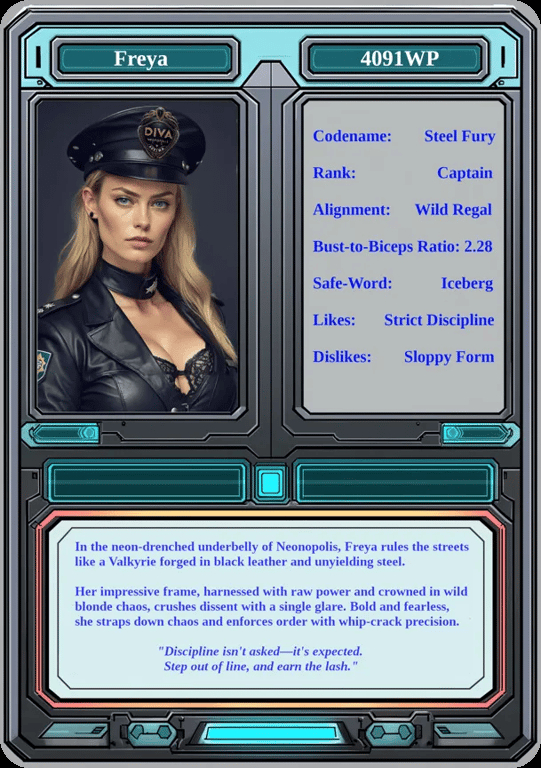 Freya
4091WP
DIVA
Codename: Steel Fury
Rank: Captain
Alignment: Wild Regal
Bust-to-Biceps Ratio: 2.28
Safe-Word: Iceberg
Likes: Strict Discipline
Dislikes: Sloppy Form
In the neon-drenched underbelly of Neonopolis, Freya rules the streets
like a Valkyrie forged in black leather and unyielding steel.
Her impressive frame, harnessed with raw power and crowned in wild
blonde chaos, crushes dissent with a single glare. Bold and fearless,
she straps down chaos and enforces order with whip-crack precision.
"Discipline isn't asked—it's expected.
Step out of line, and earn the lash."